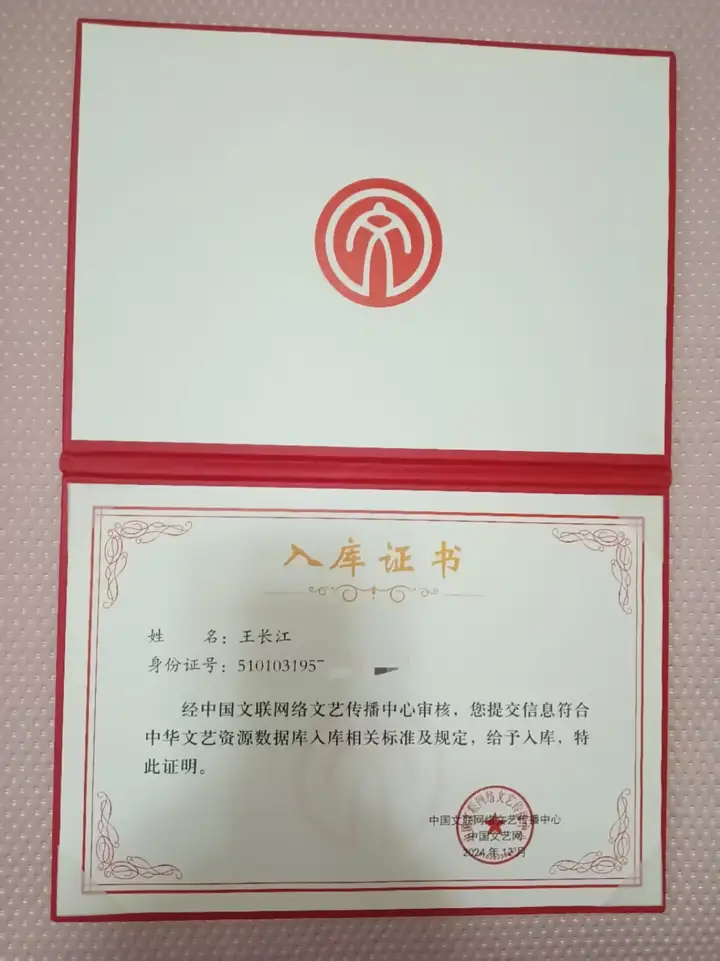 入库证书
姓 名：王长江
身份证号：510103195
经中国文联网络文艺传播中心审核，您提交信息符合
中华文艺资源数据库入库相关标准及规定，给予入库，特
此证明。
中国文联网络文艺传播中心
中国文艺网
2024年12月